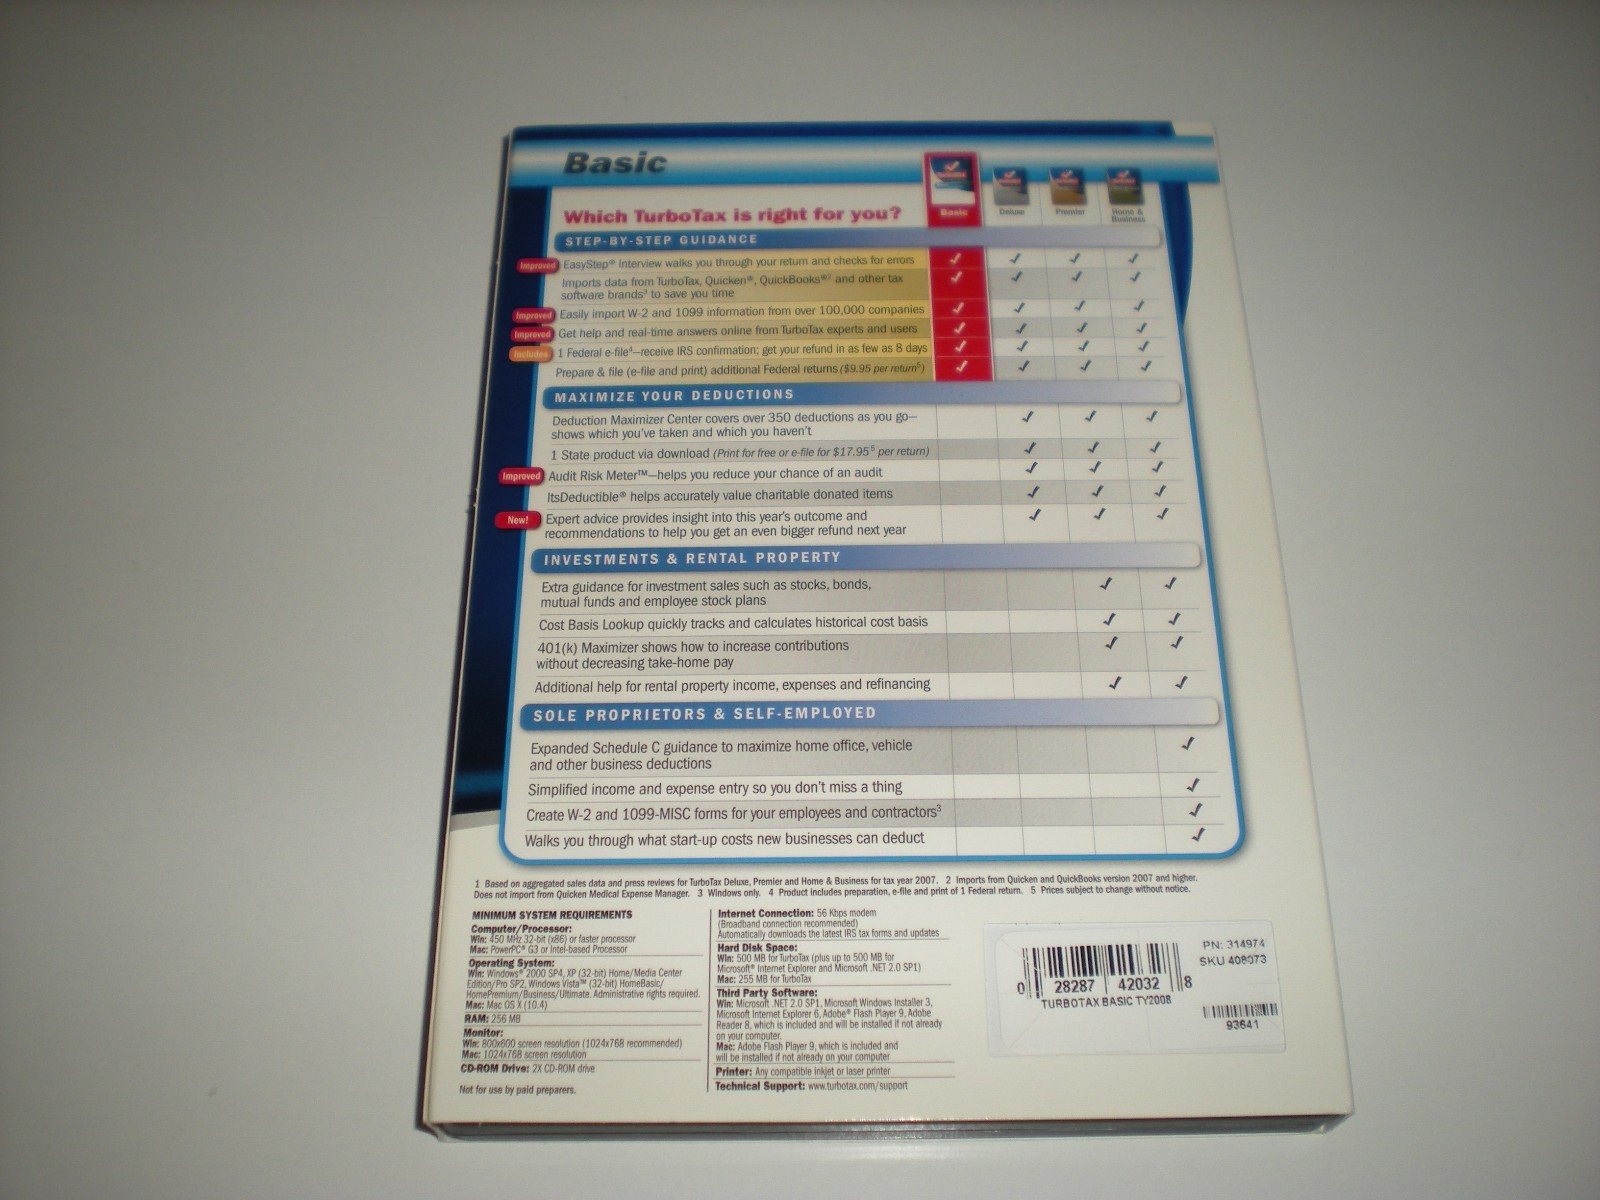 Basic
Which TurboTax is right for you?
Basic
Deluxe
Premier
Home &
Business
STEP-BY-STEP GUIDANCE
Improved EasyStep® Interview walks you through your return and checks for errors
Imports data from TurboTax, Quicken®, QuickBooks®2 and other tax
software brands3 to save you time
Improved Easily import W-2 and 1099 information from over 100,000 companies
Improved Get help and real-time answers online from TurboTax experts and users
Includes 1 Federal e-file4—receive IRS confirmation; get your refund in as few as 8 days
Prepare & file (e-file and print) additional Federal returns ($9.95 per return5)
MAXIMIZE YOUR DEDUCTIONS
Deduction Maximizer Center covers over 350 deductions as you go—
shows which you've taken and which you haven't
1 State product via download (Print for free or e-file for $17.955 per return)
Improved Audit Risk Meter™—helps you reduce your chance of an audit
ItsDeductible® helps accurately value charitable donated items
New! Expert advice provides insight into this year's outcome and
recommendations to help you get an even bigger refund next year
INVESTMENTS & RENTAL PROPERTY
Extra guidance for investment sales such as stocks, bonds,
mutual funds and employee stock plans
Cost Basis Lookup quickly tracks and calculates historical cost basis
401(k) Maximizer shows how to increase contributions
without decreasing take-home pay
Additional help for rental property income, expenses and refinancing
SOLE PROPRIETORS & SELF-EMPLOYED
Expanded Schedule C guidance to maximize home office, vehicle
and other business deductions
Simplified income and expense entry so you don't miss a thing
Create W-2 and 1099-MISC forms for your employees and contractors3
Walks you through what start-up costs new businesses can deduct
1 Based on aggregated sales data and press reviews for TurboTax Deluxe, Premier and Home & Business for tax year 2007. 2 Imports from Quicken and QuickBooks version 2007 and higher.
Does not import from Quicken Medical Expense Manager. 3 Windows only. 4 Product includes preparation, e-file and print of 1 Federal return. 5 Prices subject to change without notice.
MINIMUM SYSTEM REQUIREMENTS
Computer/Processor:
Win: 450 MHz 32-bit (x86) or faster processor
Mac: PowerPC® G3 or Intel-based Processor
Operating System:
Win: Windows® 2000 SP4, XP (32-bit) Home/Media Center
Edition/Pro SP2, Windows Vista™ (32-bit) HomeBasic/
HomePremium/Business/Ultimate. Administrative rights required.
Mac: Mac OS X (10.4)
RAM: 256 MB
Monitor:
Win: 800x600 screen resolution (1024x768 recommended)
Mac: 1024x768 screen resolution
CD-ROM Drive: 2X CD-ROM drive
Not for use by paid preparers.
Internet Connection: 56 Kbps modem
(Broadband connection recommended)
Automatically downloads the latest IRS tax forms and updates
Hard Disk Space:
Win: 500 MB for TurboTax (plus up to 500 MB for
Microsoft® Internet Explorer and Microsoft .NET 2.0 SP1)
Mac: 255 MB for TurboTax
Third Party Software:
Win: Microsoft .NET 2.0 SP1, Microsoft Windows Installer 3,
Microsoft Internet Explorer 6, Adobe® Flash Player 9, Adobe
Reader 8, which is included and will be installed if not already
on your computer.
Mac: Adobe Flash Player 9, which is included and
will be installed if not already on your computer
Printer: Any compatible inkjet or laser printer
Technical Support: www.turbotax.com/support
PN: 314974
SKU 408073
0 28287 42032 8
TURBOTAX BASIC TY2008
93641